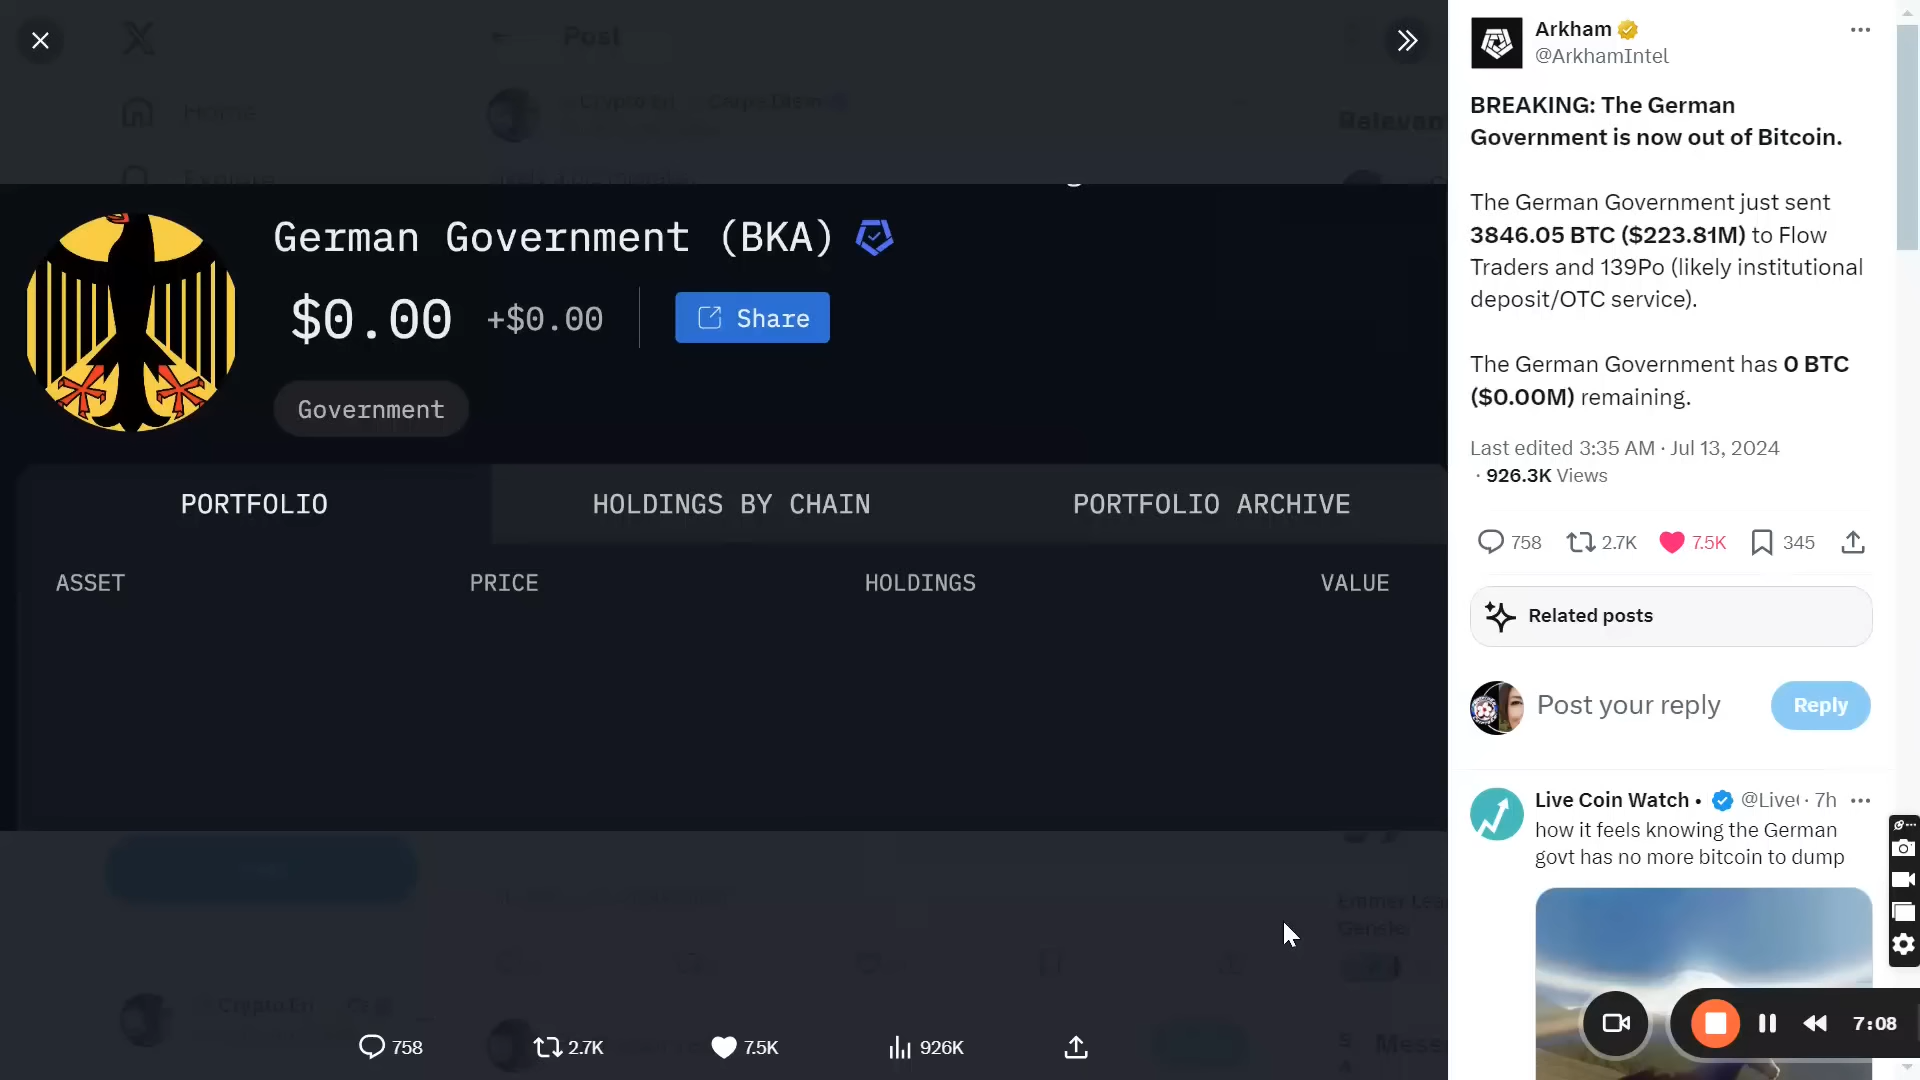 Post
Home
Explore
German Government (BKA)
$0.00 +$0.00 Share
Government
PORTFOLIO HOLDINGS BY CHAIN PORTFOLIO ARCHIVE
ASSET PRICE HOLDINGS VALUE
758 2.7K 7.5K 926K
Arkham
@ArkhamIntel
BREAKING: The German
Government is now out of Bitcoin.
The German Government just sent
3846.05 BTC ($223.81M) to Flow
Traders and 139Po (likely institutional
deposit/OTC service).
The German Government has 0 BTC
($0.00M) remaining.
Last edited 3:35 AM · Jul 13, 2024
· 926.3K Views
758 2.7K 7.5K 345
Related posts
Post your reply Reply
Live Coin Watch • @Live · 7h
how it feels knowing the German
govt has no more bitcoin to dump
7:08